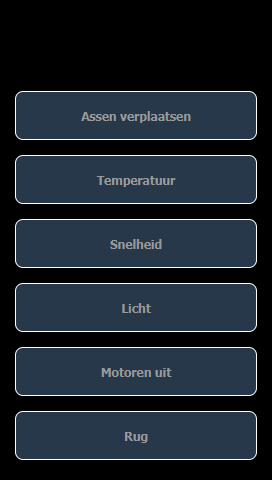 Assen verplaatsen
Temperatuur
Snelheid
Licht
Motoren uit
Rug